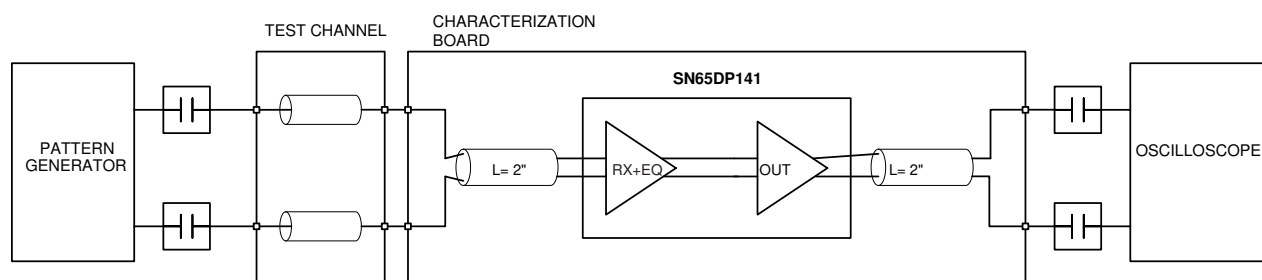 TEST CHANNEL
CHARACTERIZATION
BOARD
SN65DP141
PATTERN
GENERATOR
L= 2"
RX+EQ
OUT
L= 2"
OSCILLOSCOPE